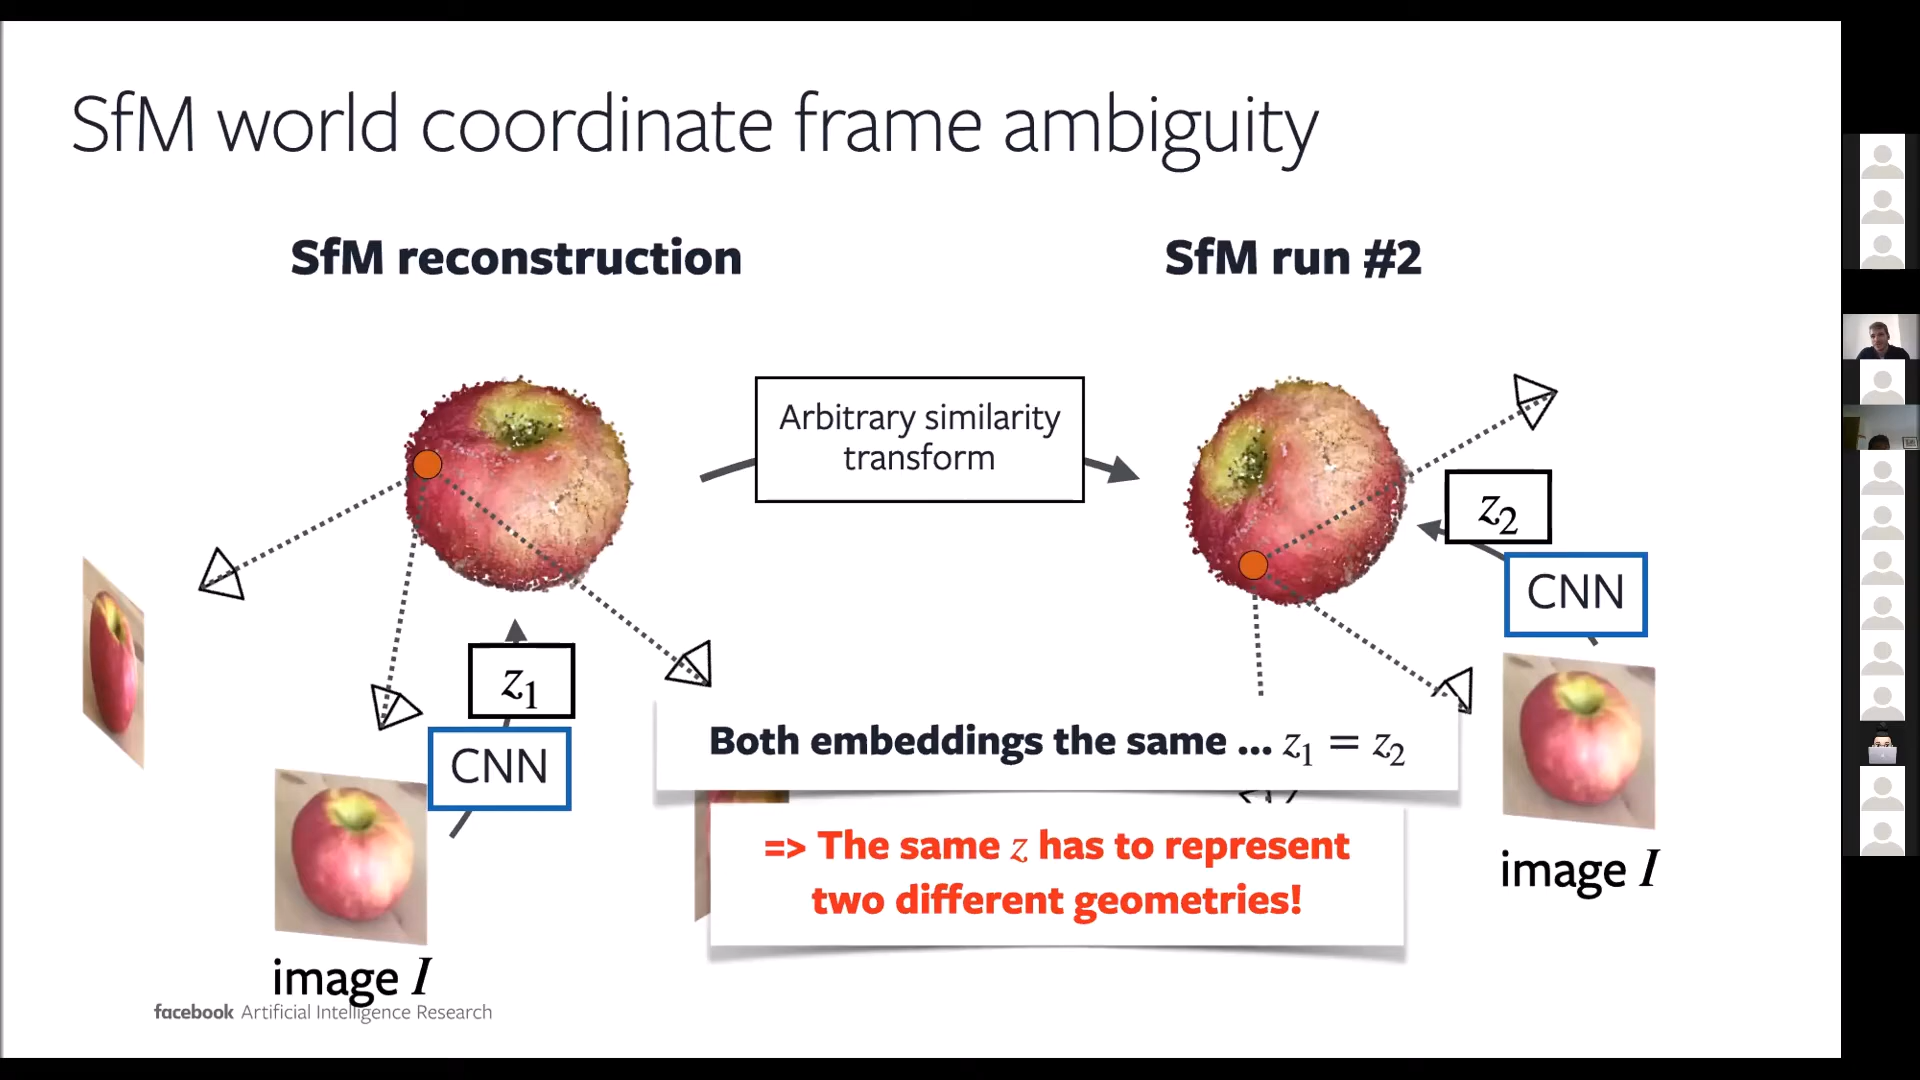 SfM world coordinate frame ambiguity
SfM reconstruction
SfM run #2
Arbitrary similarity
transform
z₂
CNN
z₁
CNN
Both embeddings the same ... z₁ = z₂
=> The same z has to represent
two different geometries!
image I
image I
facebook Artificial Intelligence Research